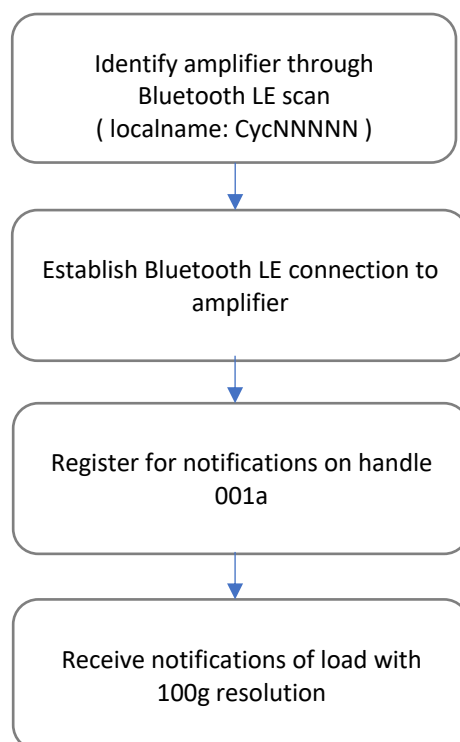 Identify amplifier through
Bluetooth LE scan
( localname: CycNNNNN )
Establish Bluetooth LE connection to
amplifier
Register for notifications on handle
001a
Receive notifications of load with
100g resolution